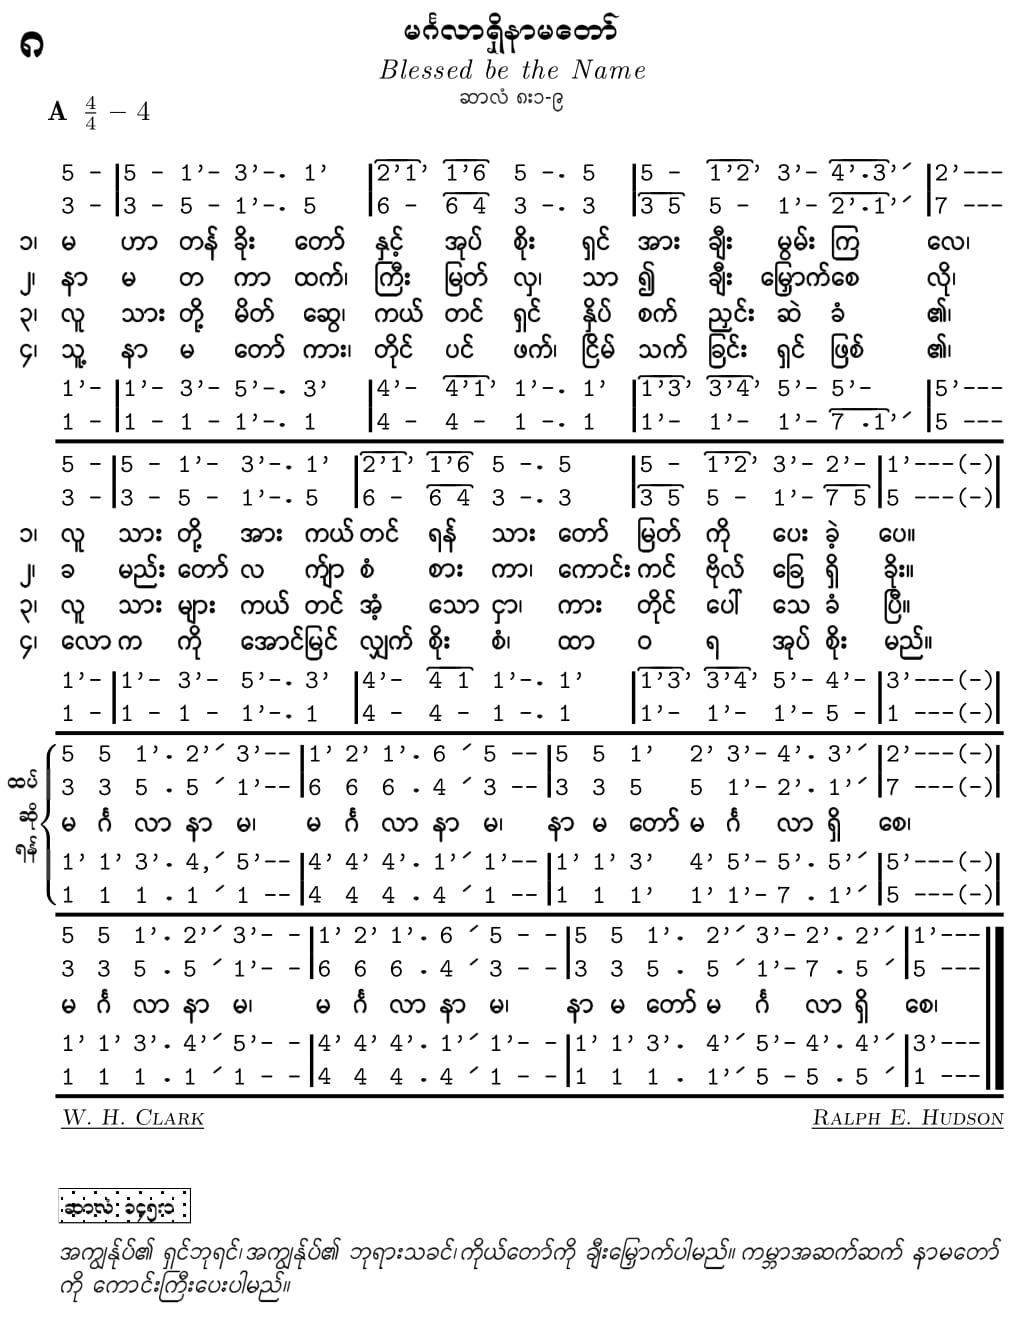 ၈
မင်္ဂလာရှိနာမတော်
Blessed be the Name
ဆာလံ ၈း၁-၉
A 4/4 – 4
5 – |5 – 1’– 3’–. 1’ |2’1’ 1’6 5 –. 5 |5 – 1’2’ 3’– 4’.3’ˊ |2’---
3 – |3 – 5 – 1’–. 5 |6 – 6 4 3 –. 3 |3 5 5 – 1’– 2’.1’ˊ |7 ---
၁၊ မ ဟာ တန် ခိုး တော် နှင့် အုပ် စိုး ရှင် အား ချီး မွမ်း ကြ လေ၊
၂၊ နာ မ တ ကာ ထက်၊ ကြီး မြတ် လှ၊ သာ ၍ ချီး မြှောက်စေ လို၊
၃၊ လူ သား တို့ မိတ် ဆွေ၊ ကယ် တင် ရှင် နှိပ် စက် ညှင်း ဆဲ ခံ ၏၊
၄၊ သူ့ နာ မ တော် ကား၊ တိုင် ပင် ဖက်၊ ငြိမ် သက် ခြင်း ရှင် ဖြစ် ၏၊
1’– |1’– 3’– 5’–. 3’ |4’– 4’1’ 1’–. 1’ |1’3’ 3’4’ 5’– 5’– |5’---
1 – |1 – 1 – 1’–. 1 |4 – 4 – 1 –. 1 |1’– 1’– 1’– 7 .1’ˊ |5 ---
5 – |5 – 1’– 3’–. 1’ |2’1’ 1’6 5 –. 5 |5 – 1’2’ 3’– 2’– |1’---(–)|
3 – |3 – 5 – 1’–. 5 |6 – 6 4 3 –. 3 |3 5 5 – 1’– 7 5 |5 ---(–)|
၁၊ လူ သား တို့ အား ကယ် တင် ရန် သား တော် မြတ် ကို ပေး ခဲ့ ပေ။
၂၊ ခ မည်း တော် လ ကျ်ာ စံ စား ကာ၊ ကောင်း ကင် ဗိုလ် ခြေ ရှိ ခိုး။
၃၊ လူ သား များ ကယ် တင် အံ့ သော ငှာ၊ ကား တိုင် ပေါ် သေ ခံ ပြီ။
၄၊ လော က ကို အောင်မြင် လျှက် စိုး စံ၊ ထာ ဝ ရ အုပ် စိုး မည်။
1’– |1’– 3’– 5’–. 3’ |4’– 4 1 1’–. 1’ |1’3’ 3’4’ 5’– 4’– |3’---(–)|
1 – |1 – 1 – 1’–. 1 |4 – 4 – 1 –. 1 |1’– 1’– 1’– 5 – |1 ---(–)|
ထပ် ဆို ရန်
5 5 1’. 2’ˊ 3’-- |1’ 2’ 1’. 6 ˊ 5 -- |5 5 1’ 2’ 3’– 4’. 3’ˊ |2’---(–)|
3 3 5 . 5 ˊ 1’-- |6 6 6 . 4 ˊ 3 -- |3 3 5 5 1’– 2’. 1’ˊ |7 ---(–)|
မ င်္ဂ လာ နာ မ၊ မ င်္ဂ လာ နာ မ၊ နာ မ တော် မ င်္ဂ လာ ရှိ စေ၊
1’ 1’ 3’. 4,ˊ 5’-- |4’ 4’ 4’. 1’ˊ 1’-- |1’ 1’ 3’ 4’ 5’– 5’. 5’ˊ |5’---(–)|
1 1 1 . 1 ˊ 1 -- |4 4 4 . 4 ˊ 1 -- |1 1 1’ 1’ 1’– 7 . 1’ˊ |5 ---(–)|
5 5 1’. 2’ˊ 3’– – |1’ 2’ 1’. 6 ˊ 5 – – |5 5 1’. 2’ˊ 3’– 2’. 2’ˊ |1’---
3 3 5 . 5 ˊ 1’– – |6 6 6 . 4 ˊ 3 – – |3 3 5 . 5 ˊ 1’– 7 . 5 ˊ |5 ---
မ င်္ဂ လာ နာ မ၊ မ င်္ဂ လာ နာ မ၊ နာ မ တော် မ င်္ဂ လာ ရှိ စေ၊
1’ 1’ 3’. 4’ˊ 5’– – |4’ 4’ 4’. 1’ˊ 1’– – |1’ 1’ 3’. 4’ˊ 5’– 4’. 4’ˊ |3’---
1 1 1 . 1 ˊ 1 – – |4 4 4 . 4 ˊ 1 – – |1 1 1 . 1’ˊ 5 – 5 . 5 ˊ |1 ---
W. H. Clark
Ralph E. Hudson
ဆာလံ ၁၄၅း၁
အကျွန်ုပ်၏ ရှင်ဘုရင်၊အကျွန်ုပ်၏ ဘုရားသခင်၊ကိုယ်တော်ကို ချီးမြှောက်ပါမည်။ ကမ္ဘာအဆက်ဆက် နာမတော်
ကို ကောင်းကြီးပေးပါမည်။